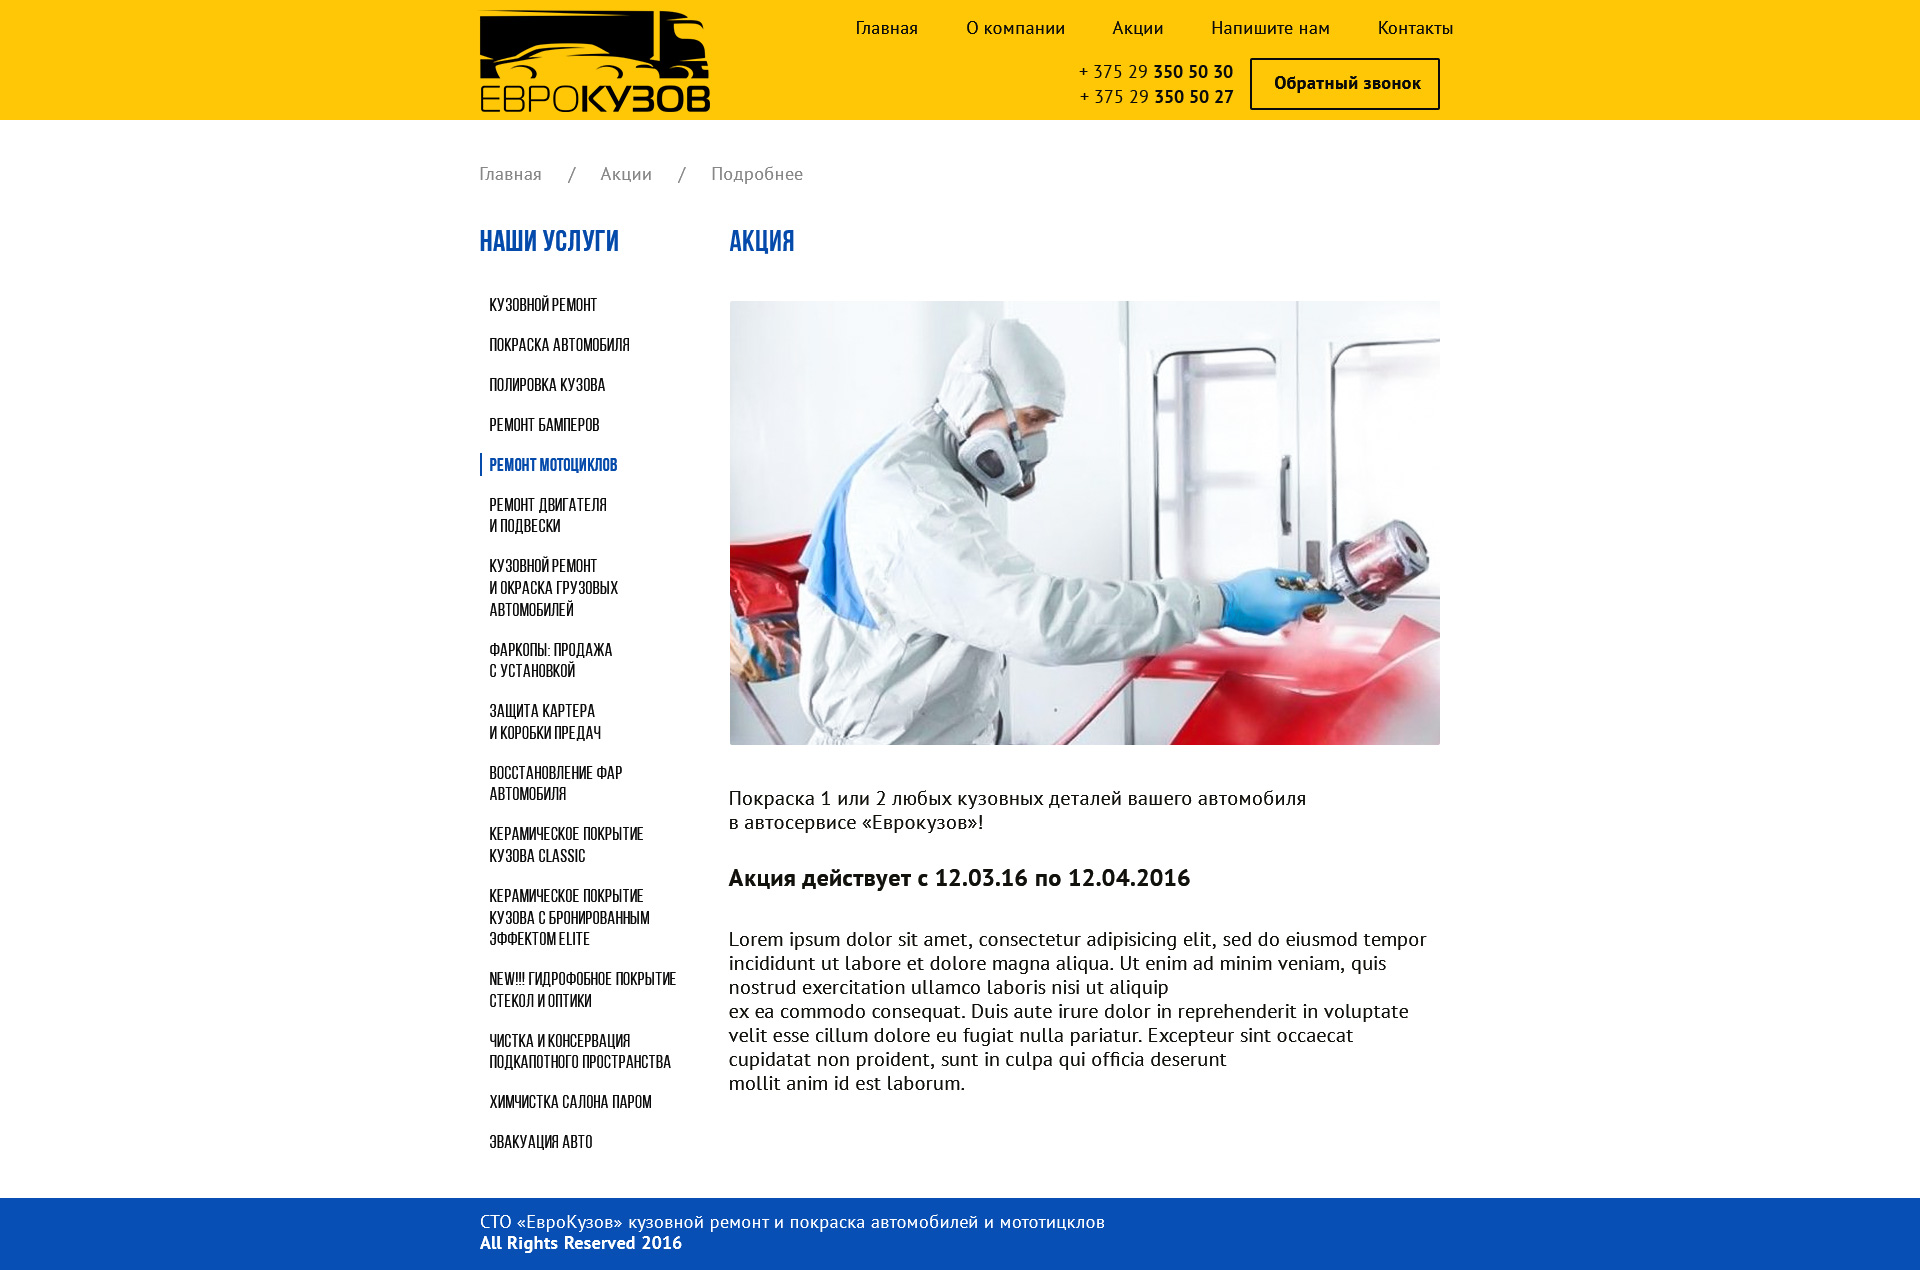 ЕВРОКУЗОВ
Главная О компании Акции Напишите нам Контакты
+ 375 29 350 50 30
+ 375 29 350 50 27
Обратный звонок
Главная / Акции / Подробнее
НАШИ УСЛУГИ
КУЗОВНОЙ РЕМОНТ
ПОКРАСКА АВТОМОБИЛЯ
ПОЛИРОВКА КУЗОВА
РЕМОНТ БАМПЕРОВ
РЕМОНТ МОТОЦИКЛОВ
РЕМОНТ ДВИГАТЕЛЯ
И ПОДВЕСКИ
КУЗОВНОЙ РЕМОНТ
И ОКРАСКА ГРУЗОВЫХ
АВТОМОБИЛЕЙ
ФАРКОПЫ: ПРОДАЖА
С УСТАНОВКОЙ
ЗАЩИТА КАРТЕРА
И КОРОБКИ ПРЕДАЧ
ВОССТАНОВЛЕНИЕ ФАР
АВТОМОБИЛЯ
КЕРАМИЧЕСКОЕ ПОКРЫТИЕ
КУЗОВА CLASSIC
КЕРАМИЧЕСКОЕ ПОКРЫТИЕ
КУЗОВА С БРОНИРОВАННЫМ
ЭФФЕКТОМ ELITE
NEW!!! ГИДРОФОБНОЕ ПОКРЫТИЕ
СТЕКОЛ И ОПТИКИ
ЧИСТКА И КОНСЕРВАЦИЯ
ПОДКАПОТНОГО ПРОСТРАНСТВА
ХИМЧИСТКА САЛОНА ПАРОМ
ЭВАКУАЦИЯ АВТО
АКЦИЯ
Покраска 1 или 2 любых кузовных деталей вашего автомобиля
в автосервисе «Еврокузов»!
Акция действует с 12.03.16 по 12.04.2016
Lorem ipsum dolor sit amet, consectetur adipisicing elit, sed do eiusmod tempor
incididunt ut labore et dolore magna aliqua. Ut enim ad minim veniam, quis
nostrud exercitation ullamco laboris nisi ut aliquip
ex ea commodo consequat. Duis aute irure dolor in reprehenderit in voluptate
velit esse cillum dolore eu fugiat nulla pariatur. Excepteur sint occaecat
cupidatat non proident, sunt in culpa qui officia deserunt
mollit anim id est laborum.
СТО «ЕвроКузов» кузовной ремонт и покраска автомобилей и мототицклов
All Rights Reserved 2016